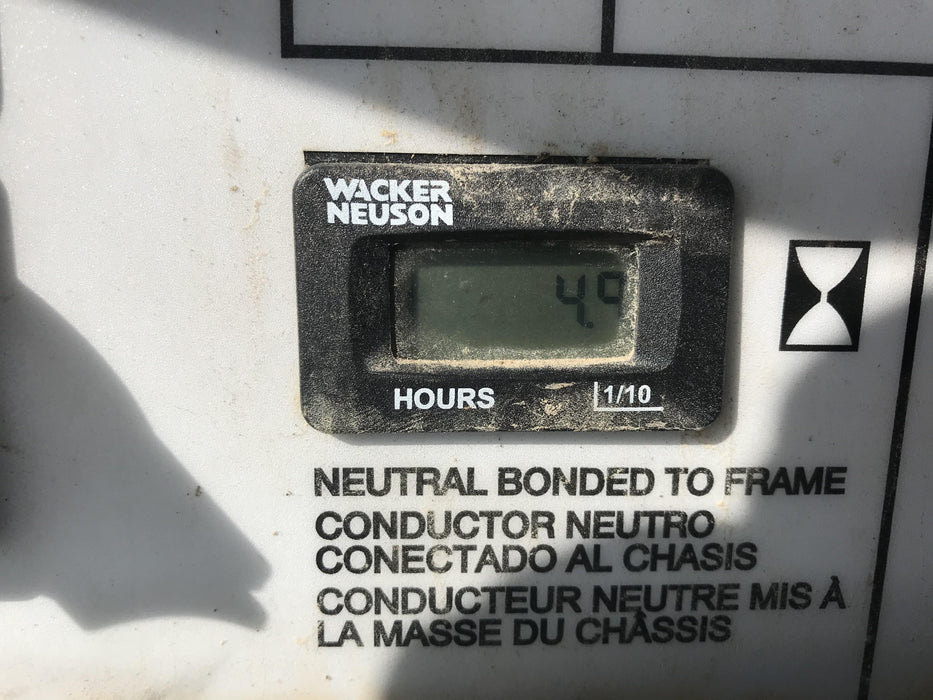 WACKER
NEUSON
4.9
HOURS 1/10
NEUTRAL BONDED TO FRAME
CONDUCTOR NEUTRO
CONECTADO AL CHASIS
CONDUCTEUR NEUTRE MIS À
LA MASSE DU CHÂSSIS